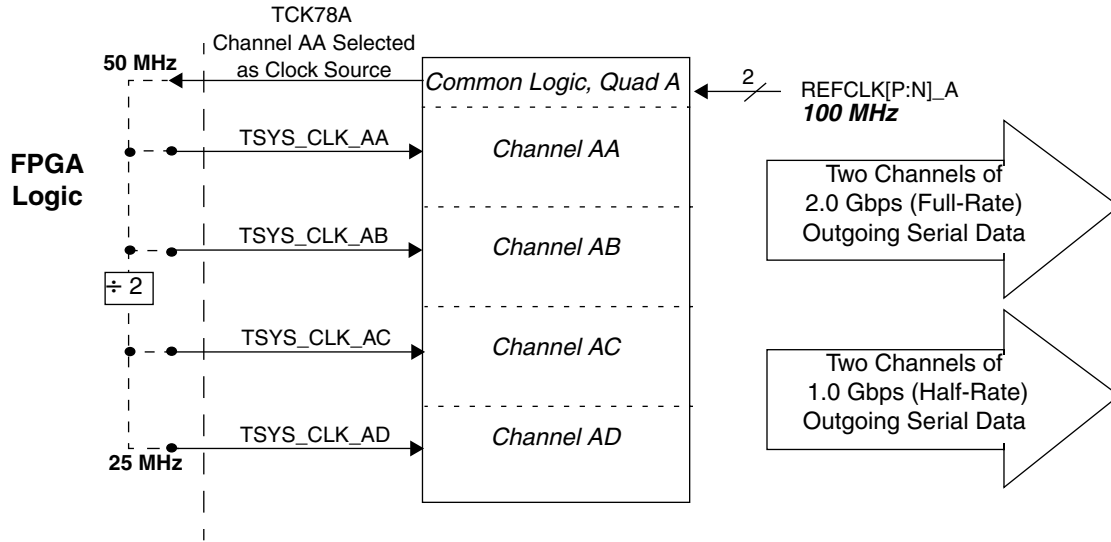 TCK78A
Channel AA Selected
as Clock Source
50 MHz
Common Logic, Quad A
2
REFCLK[P:N]_A
100 MHz
TSYS_CLK_AA
Channel AA
FPGA
Logic
Two Channels of
2.0 Gbps (Full-Rate)
Outgoing Serial Data
TSYS_CLK_AB
Channel AB
÷ 2
TSYS_CLK_AC
Channel AC
Two Channels of
1.0 Gbps (Half-Rate)
Outgoing Serial Data
TSYS_CLK_AD
Channel AD
25 MHz